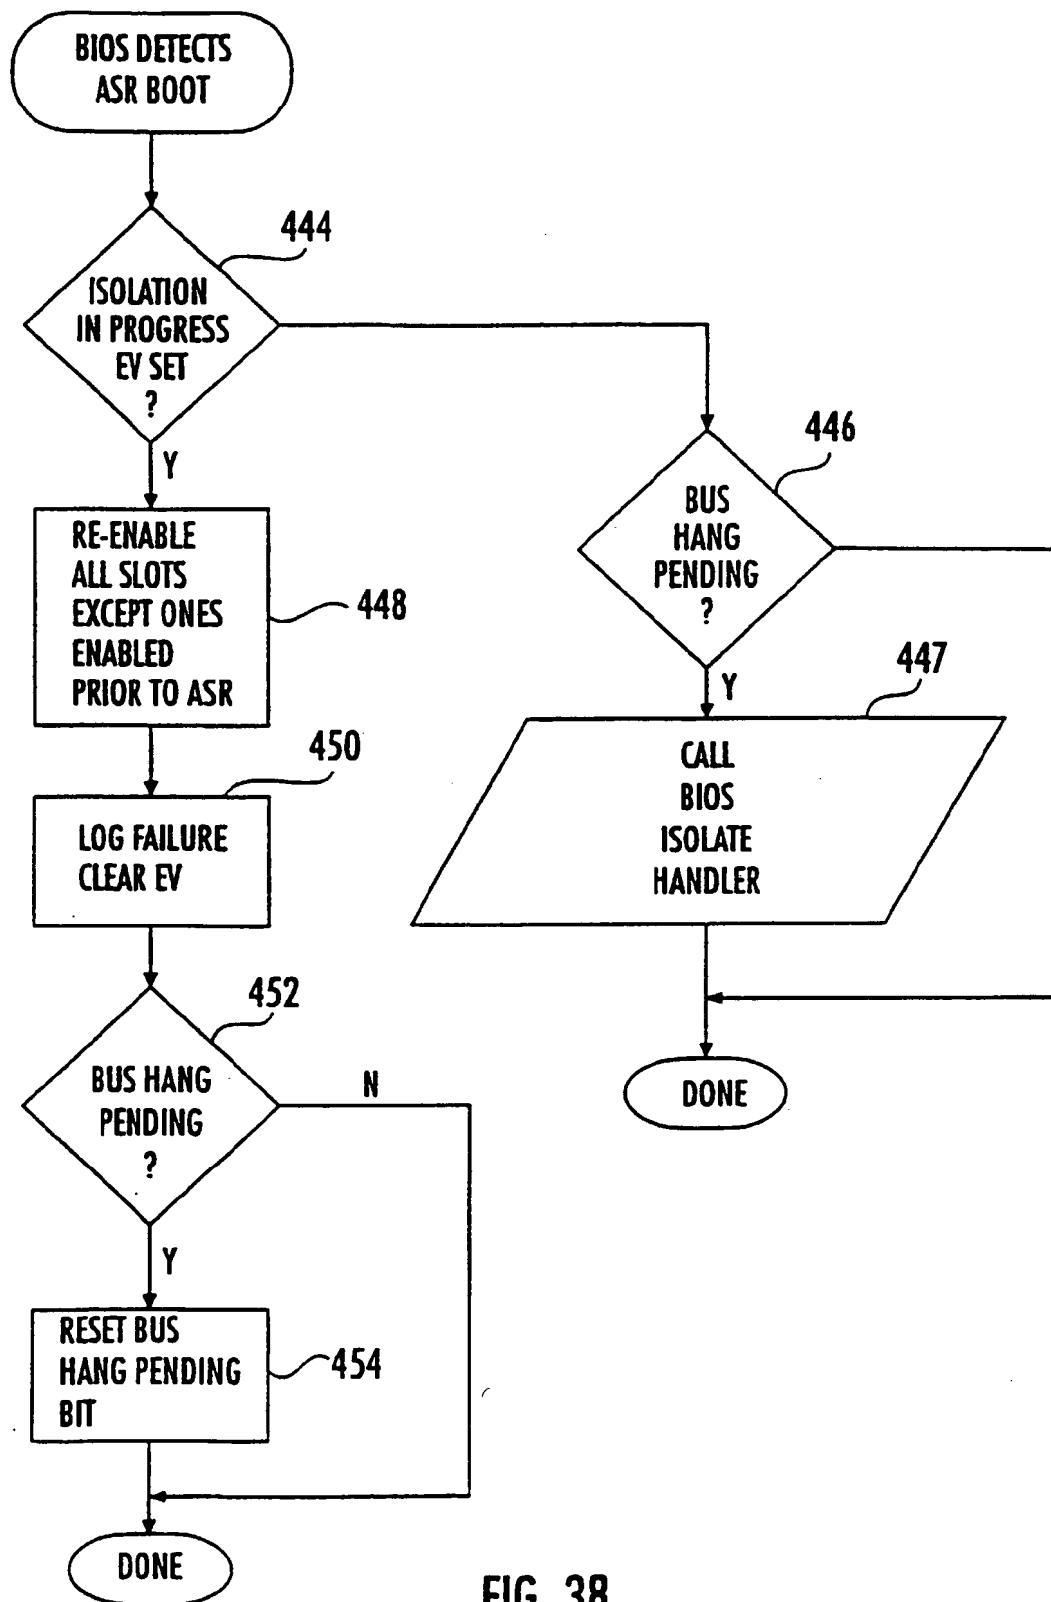 BIOS DETECTS
ASR BOOT
444
ISOLATION
IN PROGRESS
EV SET
?
Y
446
BUS
HANG
PENDING
?
Y
RE-ENABLE
ALL SLOTS
EXCEPT ONES
ENABLED
PRIOR TO ASR
448
447
CALL
BIOS
ISOLATE
HANDLER
450
LOG FAILURE
CLEAR EV
452
BUS HANG
PENDING
?
N
Y
DONE
RESET BUS
HANG PENDING
BIT
454
DONE
FIG. 38